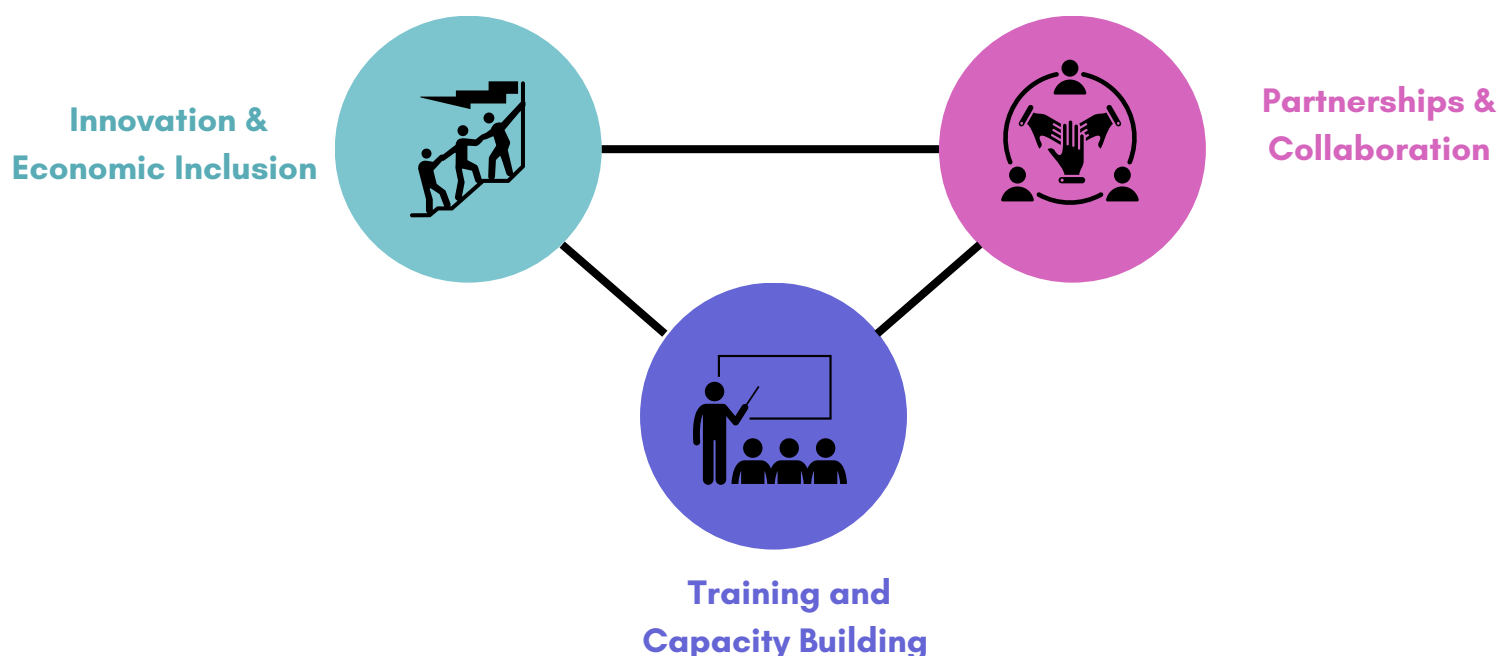 Innovation &
Economic Inclusion
Partnerships &
Collaboration
Training and
Capacity Building